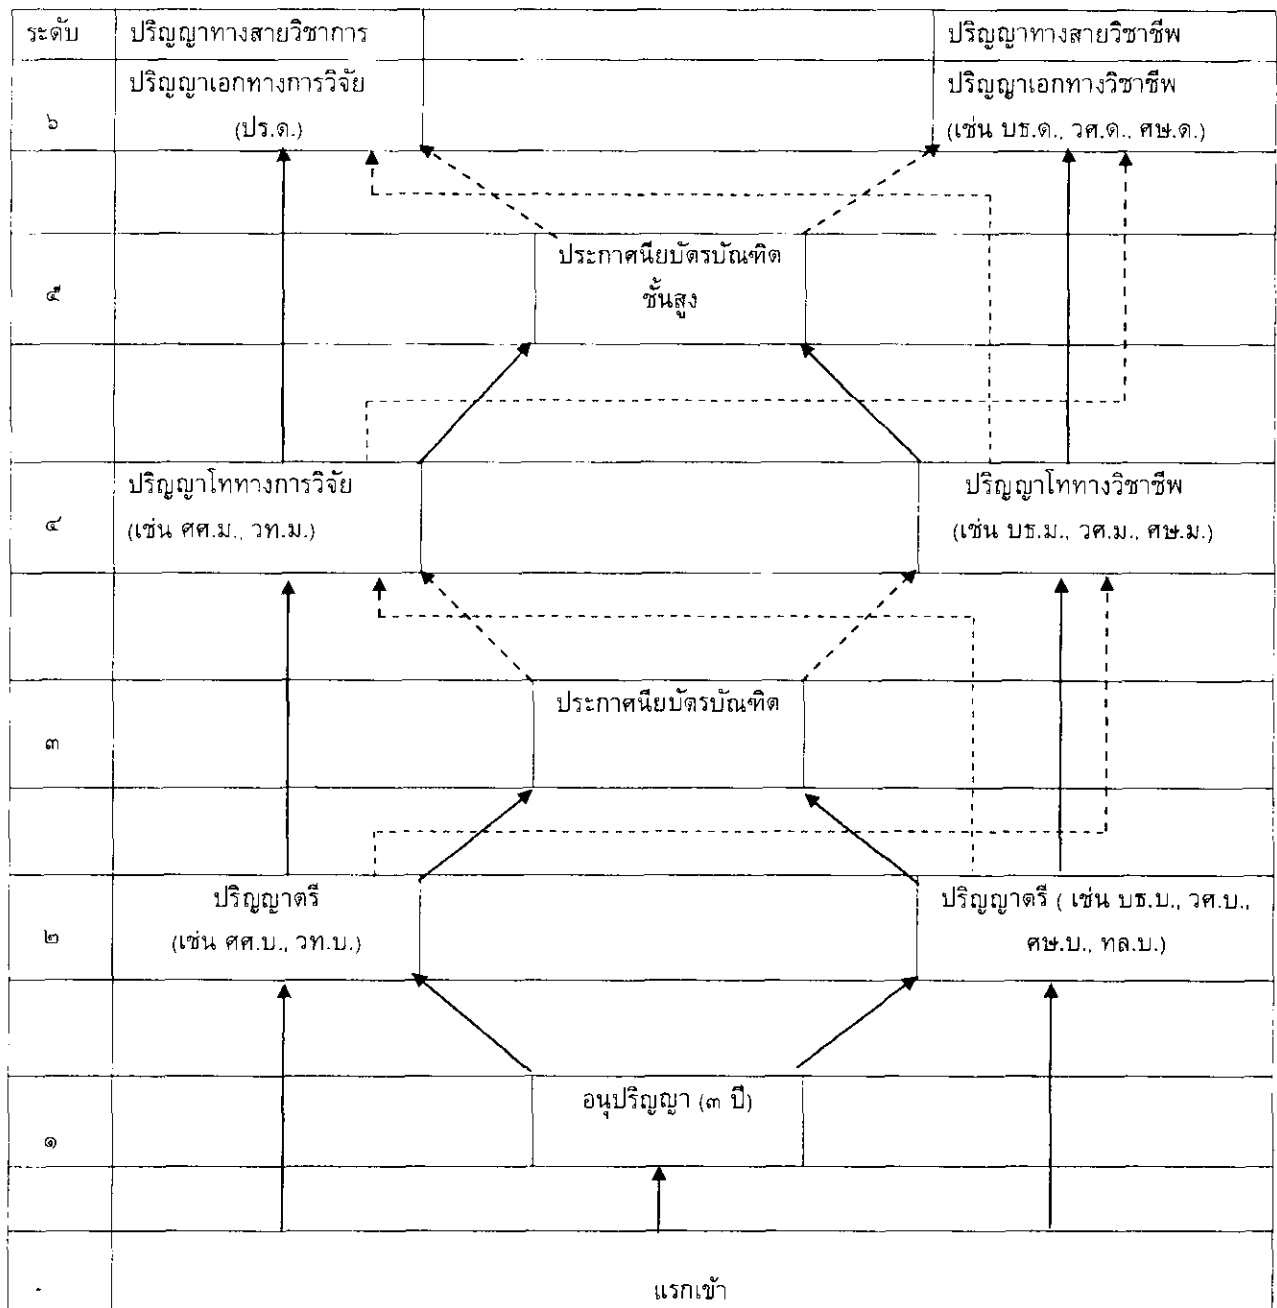 ระดับ ปริญญาทางสายวิชาการ ปริญญาทางสายวิชาชีพ
ปริญญาเอกทางการวิจัย ปริญญาเอกทางวิชาชีพ
๖ (ปร.ด.) (เช่น บธ.ด., วศ.ด., ศษ.ด.)
ประกาศนียบัตรบัณฑิต
๕ ชั้นสูง
ปริญญาโททางการวิจัย ปริญญาโททางวิชาชีพ
๔ (เช่น ศศ.ม., วท.ม.) (เช่น บธ.ม., วศ.ม., ศษ.ม.)
ประกาศนียบัตรบัณฑิต
๓
ปริญญาตรี ปริญญาตรี ( เช่น บธ.บ., วศ.บ.,
๒ (เช่น ศศ.บ., วท.บ.) ศษ.บ., ทล.บ.)
อนุปริญญา (๓ ปี)
๑
แรกเข้า